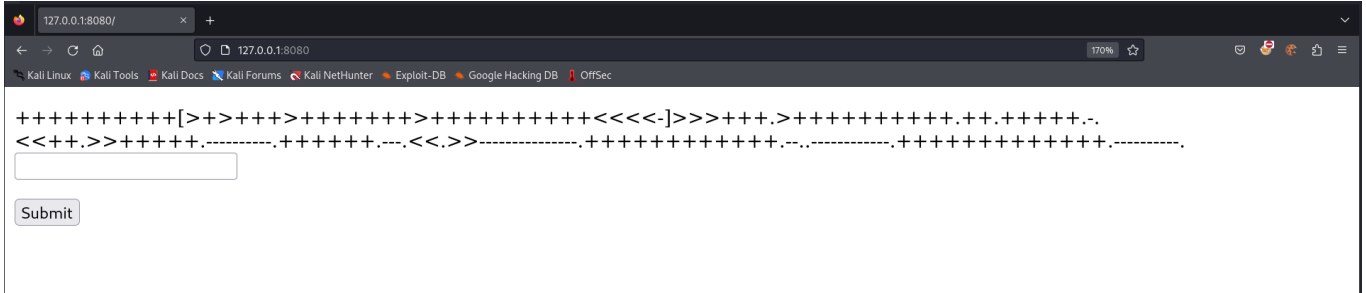 127.0.0.1:8080/
127.0.0.1:8080
170%
Kali Linux Kali Tools Kali Docs Kali Forums Kali NetHunter Exploit-DB Google Hacking DB OffSec
++++++++++[>+>+++>+++++++>++++++++++<<<<-]>>>+++.>++++++++++.++.+++++.-.
<<++.>>+++++.----------.++++++.---.<<.>>---------------.++++++++++++.--..------------.+++++++++++++.----------.
Submit